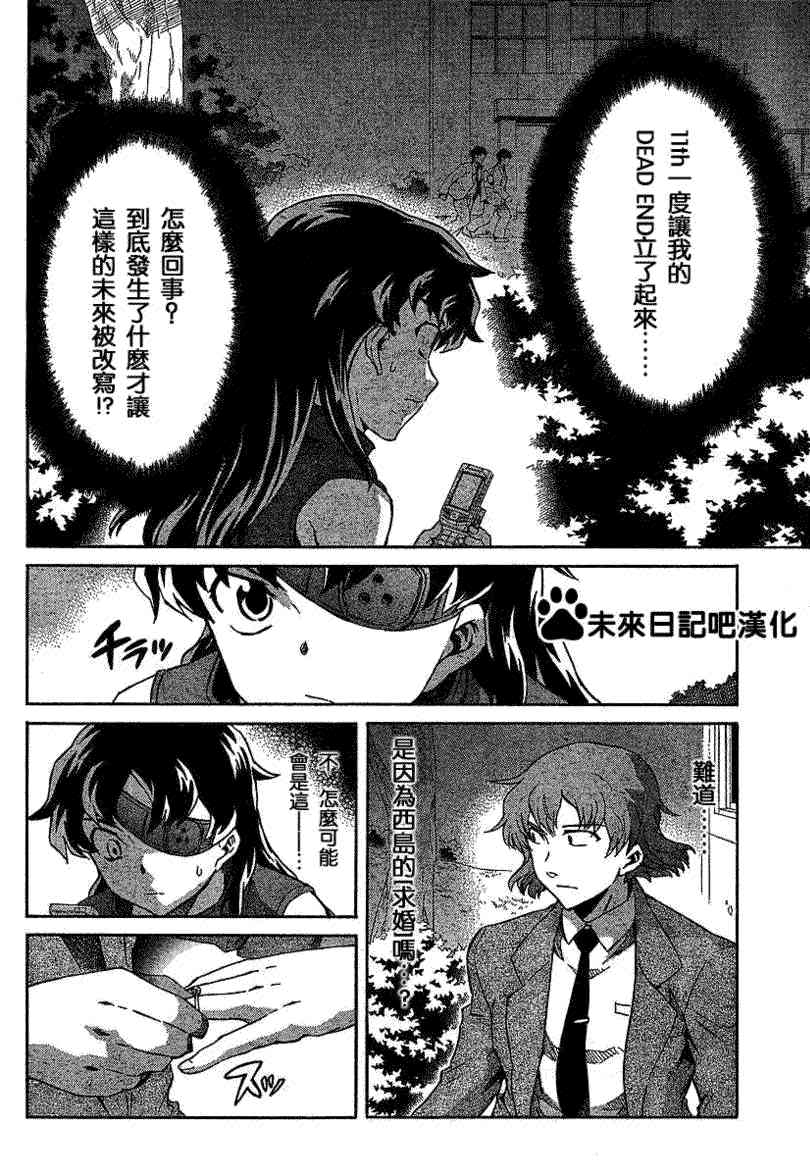 11th一度讓我的
DEAD END立了起來……
怎麼回事?
到底發生了什麼才讓
這樣的未來被改寫!?
チラッ
未來日記吧漢化
難道……
是因為西島的「求婚」嗎……?
不、怎麼可能
會是這——……
スッ